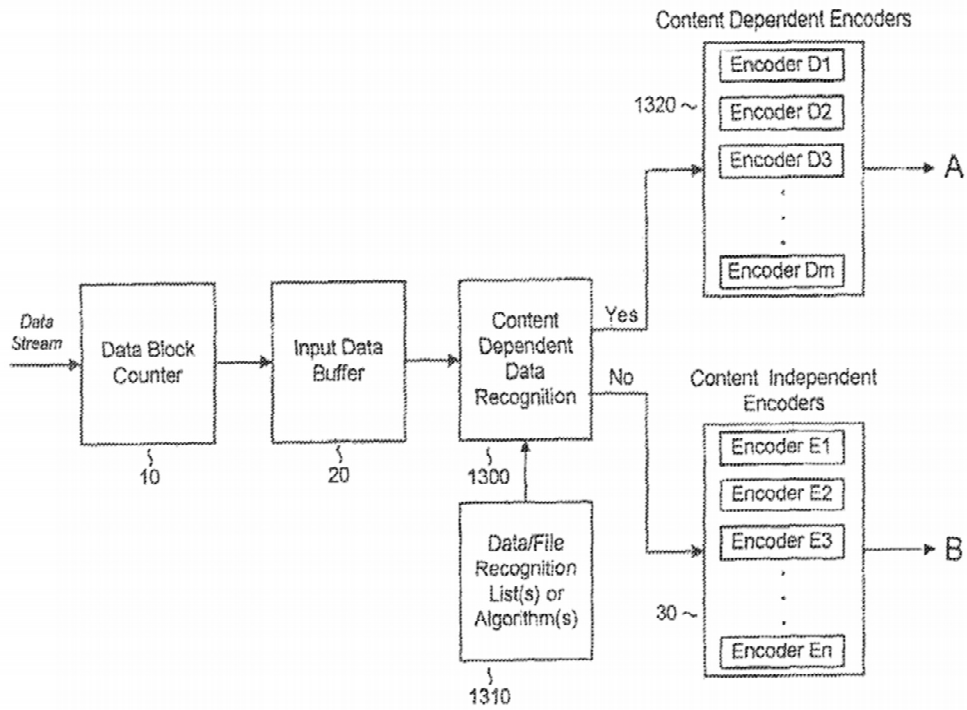 Content Dependent Encoders
Encoder D1
1320
Encoder D2
Encoder D3
A
Encoder Dm
Data
Stream
Data Block
Counter
10
Input Data
Buffer
20
Content
Dependent
Data
Recognition
1300
Yes
No
Data/File
Recognition
List(s) or
Algorithm(s)
1310
Content Independent
Encoders
Encoder E1
Encoder E2
Encoder E3
B
30
Encoder En